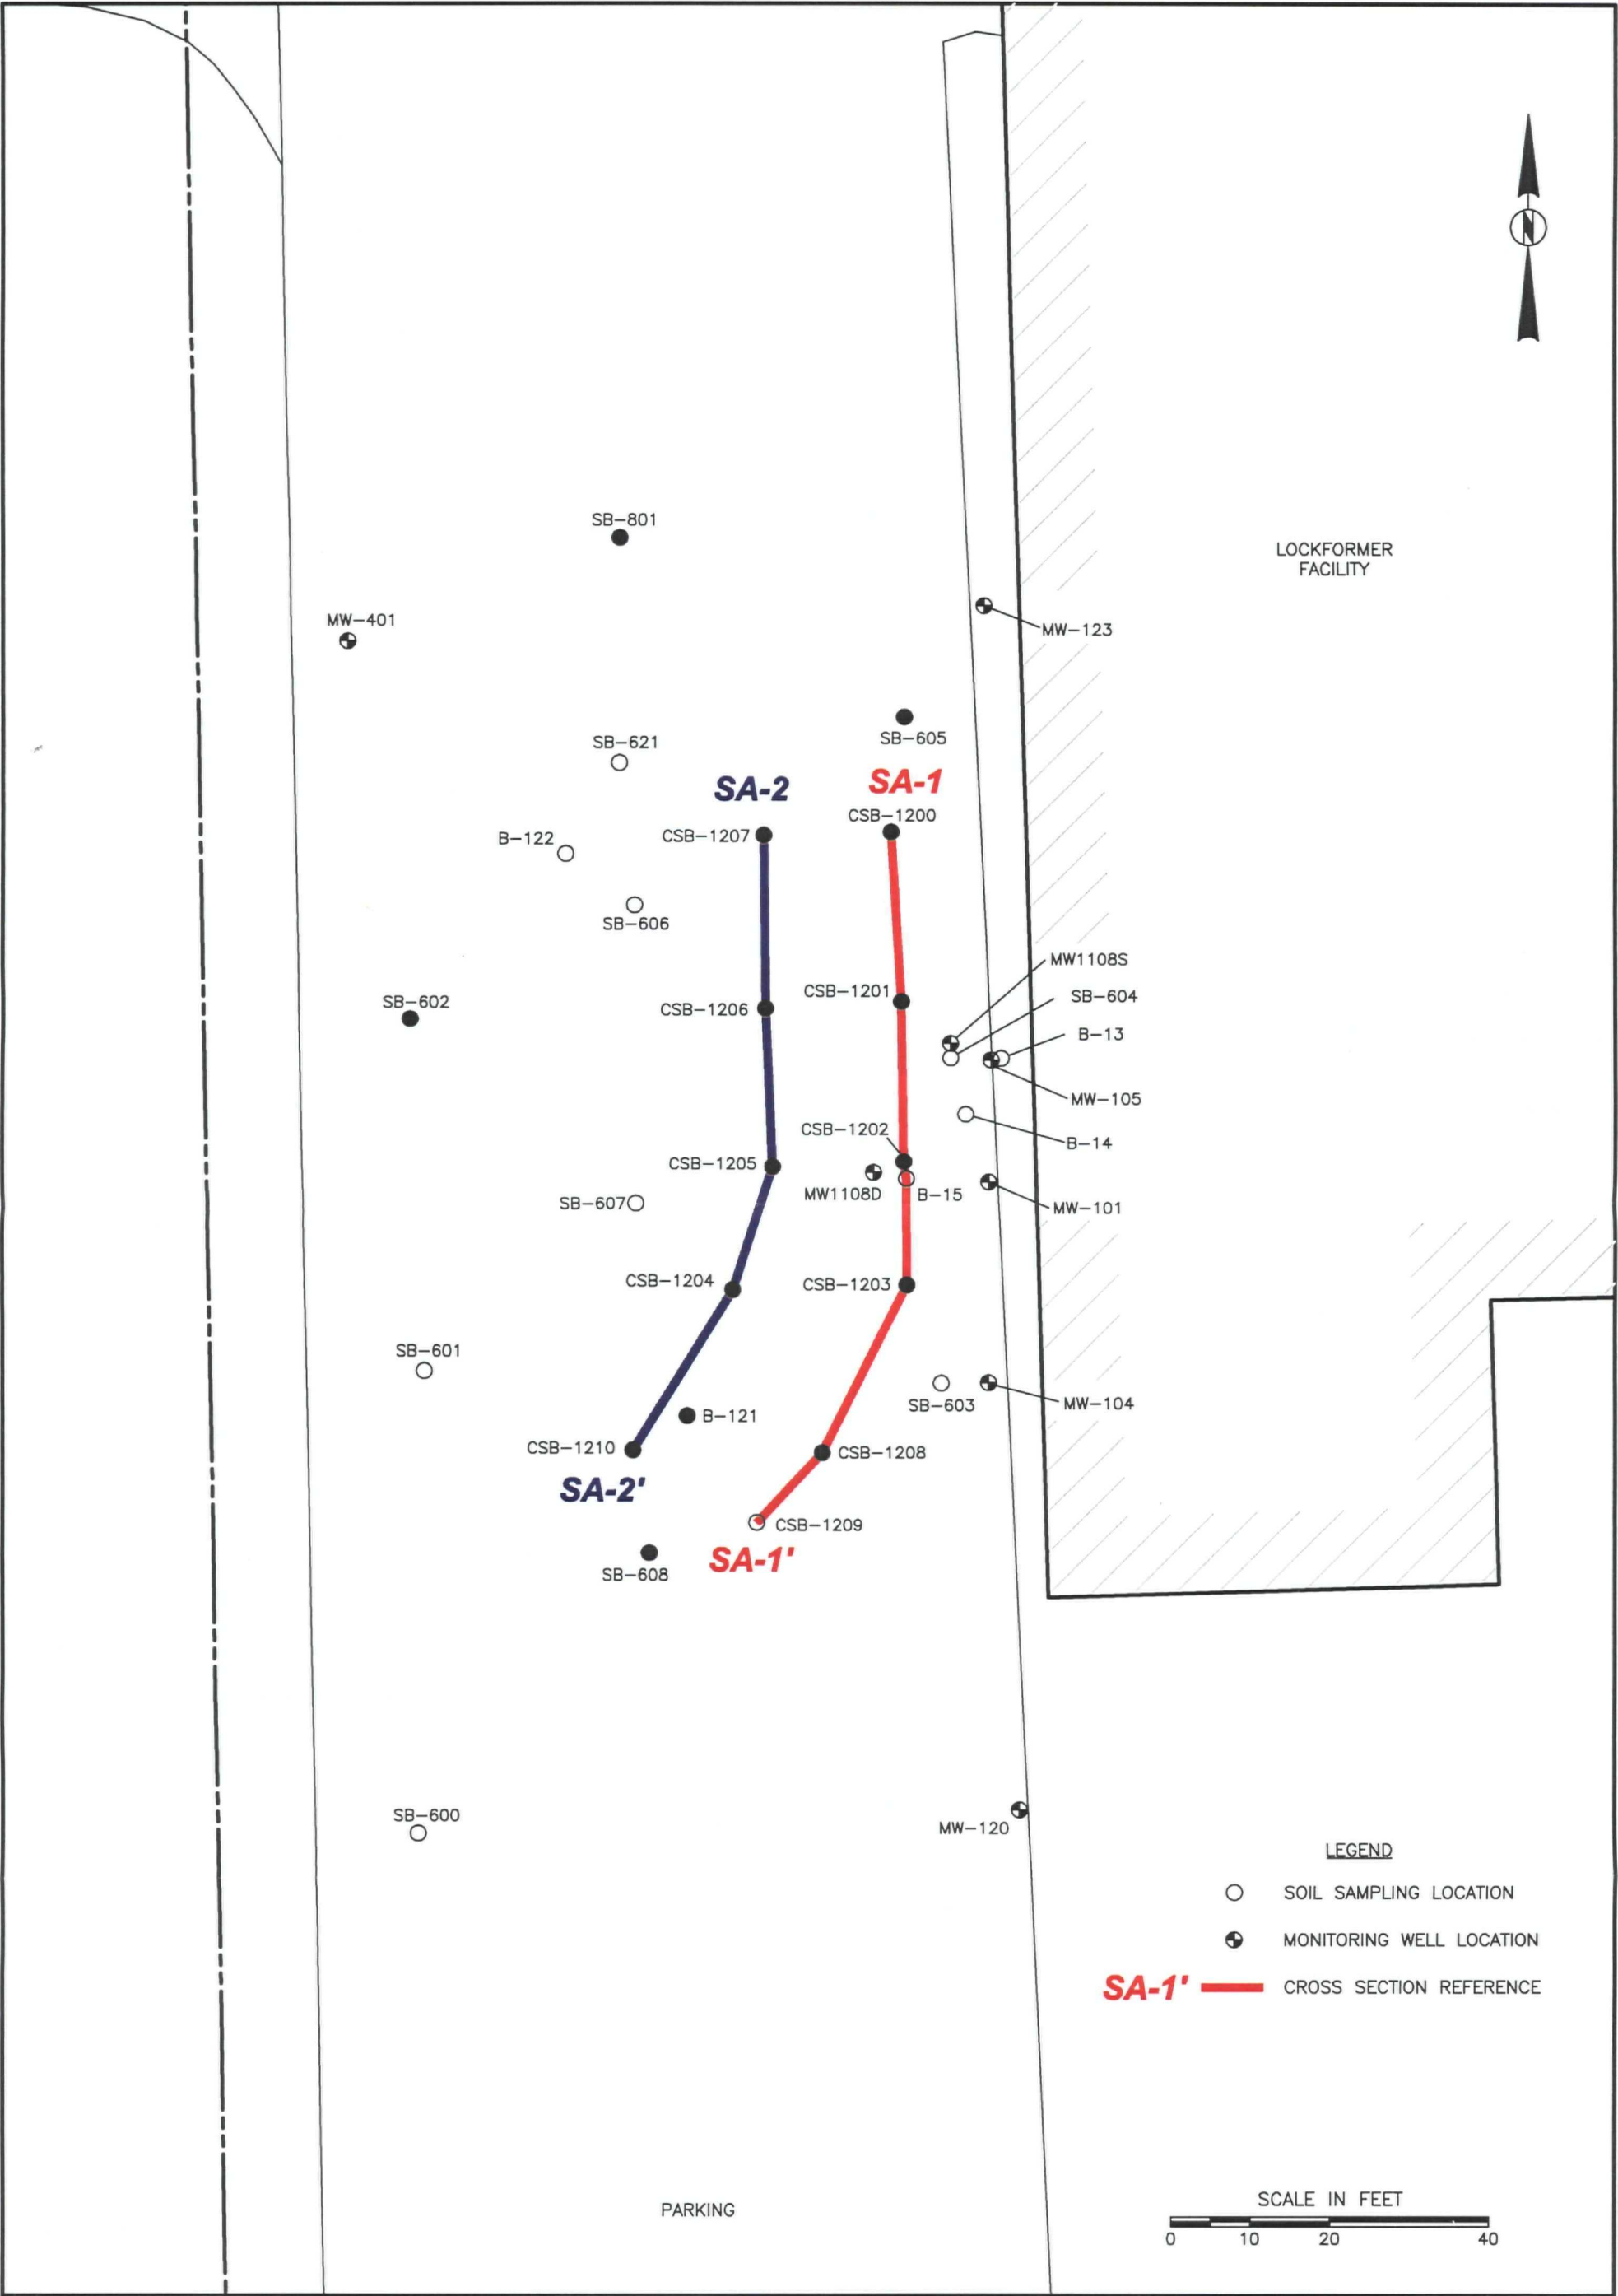 N
SB-801
LOCKFORMER
FACILITY
MW-401
MW-123
SB-605
SB-621
SA-2
SA-1
CSB-1200
CSB-1207
B-122
SB-606
MW1108S
CSB-1201
SB-604
SB-602
CSB-1206
B-13
MW-105
CSB-1202
B-14
CSB-1205
MW1108D
B-15
SB-607
MW-101
CSB-1204
CSB-1203
SB-601
SB-603
MW-104
B-121
CSB-1210
CSB-1208
SA-2'
CSB-1209
SA-1'
SB-608
SB-600
MW-120
LEGEND
SOIL SAMPLING LOCATION
MONITORING WELL LOCATION
SA-1' CROSS SECTION REFERENCE
PARKING
SCALE IN FEET
0 10 20 40